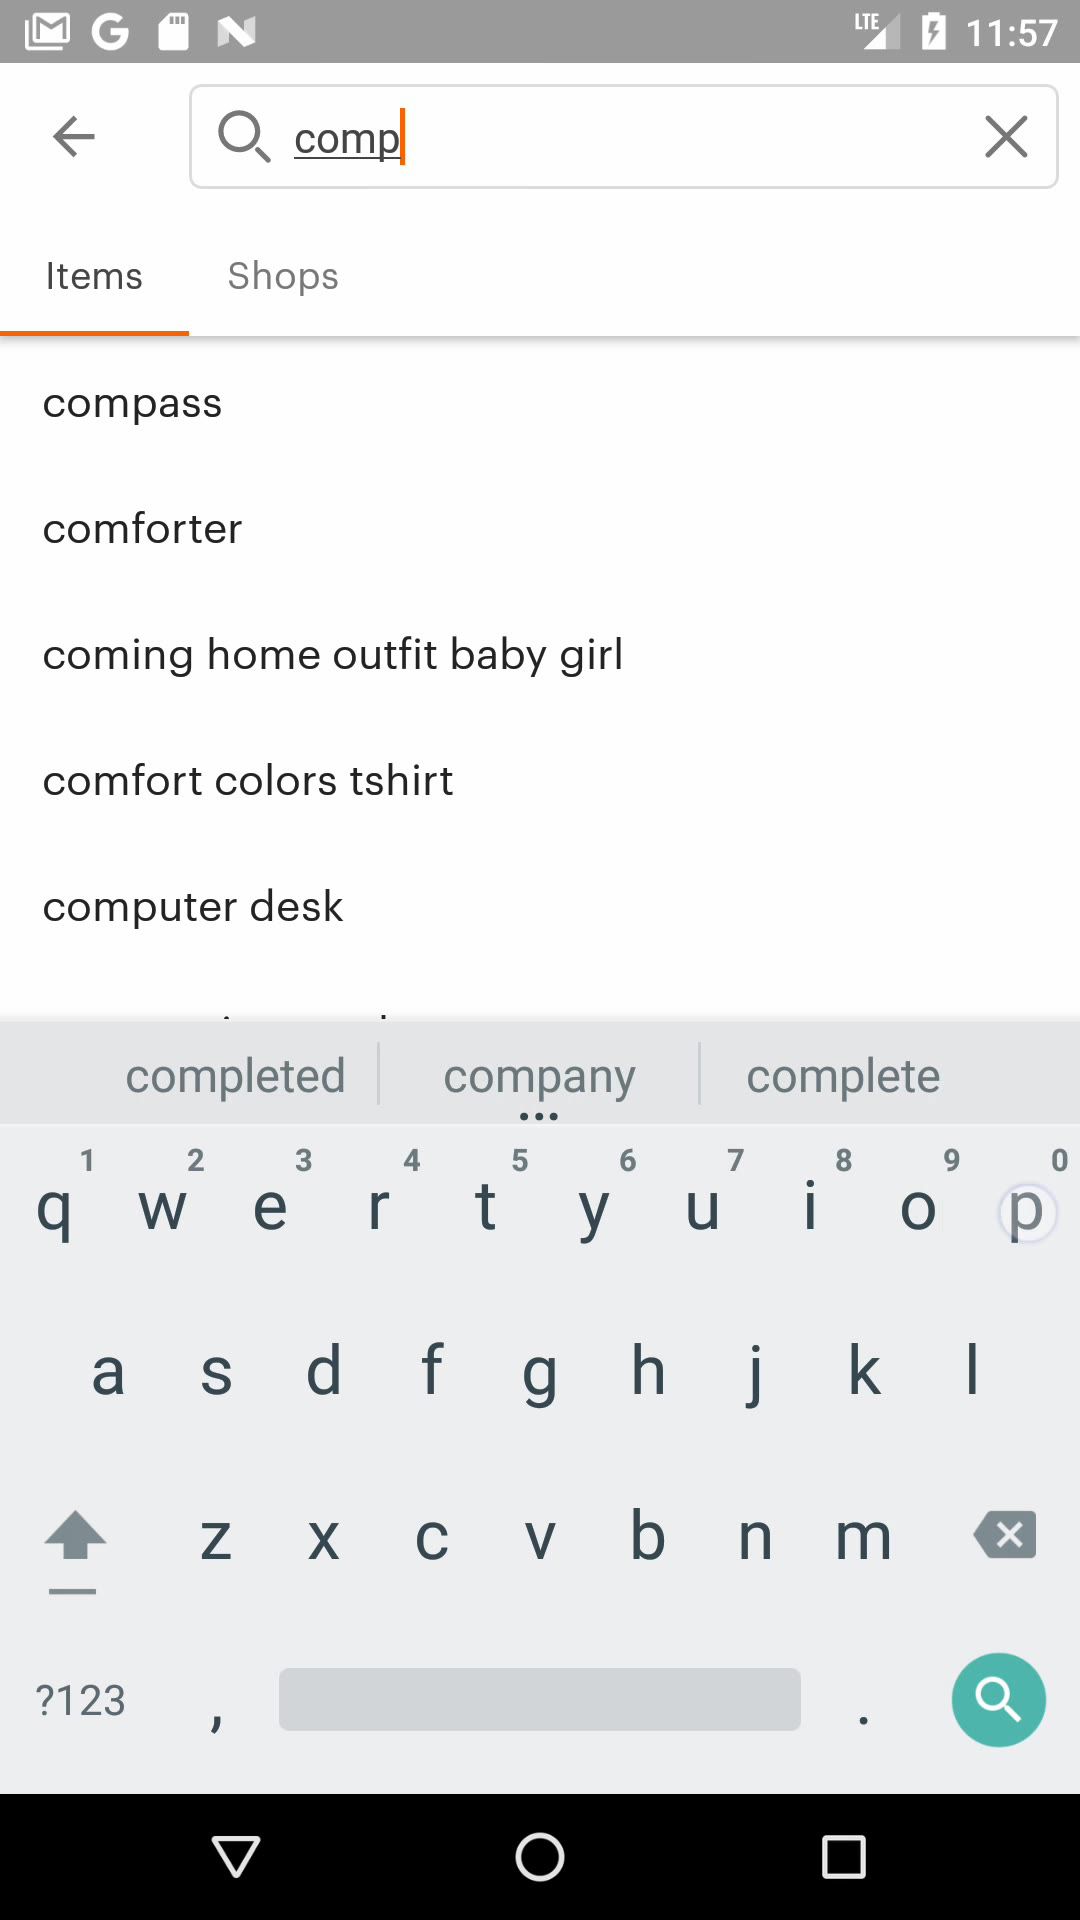 LTE 11:57
comp
Items Shops
compass
comforter
coming home outfit baby girl
comfort colors tshirt
computer desk
completed company complete
1 2 3 4 5 6 7 8 9 0
q w e r t y u i o p
a s d f g h j k l
z x c v b n m
?123 , .